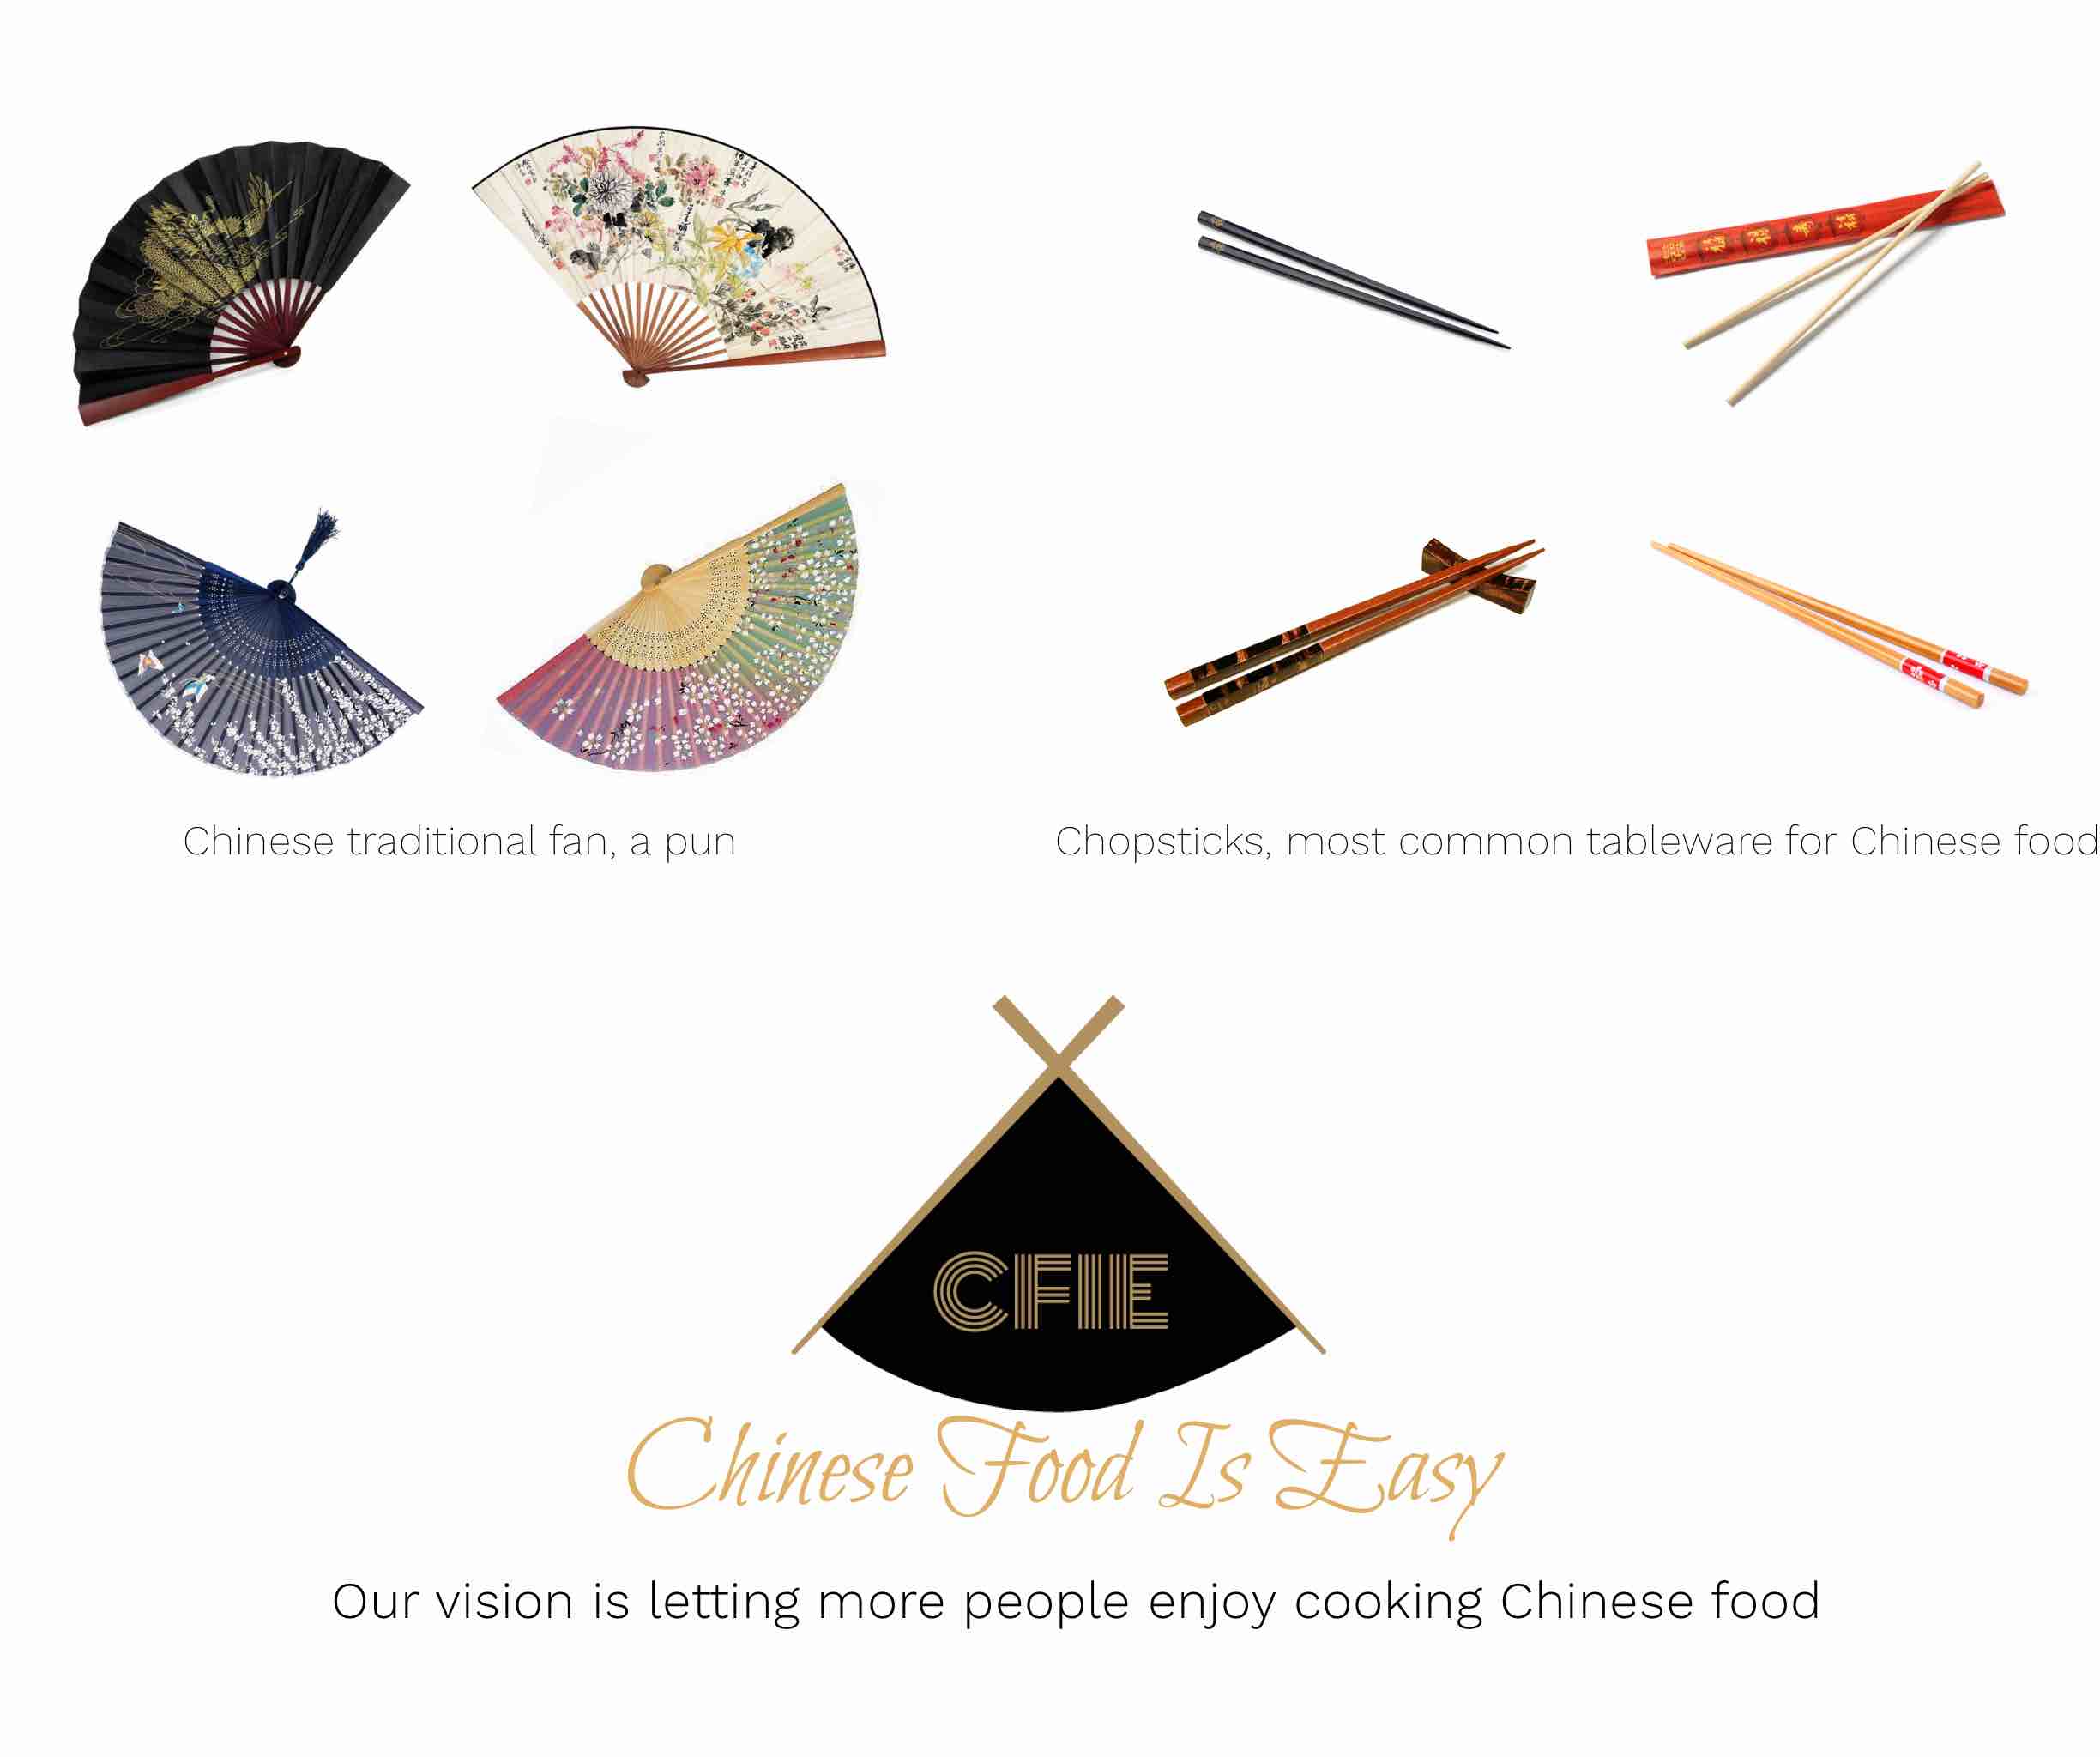 Chinese traditional fan, a pun
Chopsticks, most common tableware for Chinese food
CFIE
Chinese Food Is Easy
Our vision is letting more people enjoy cooking Chinese food